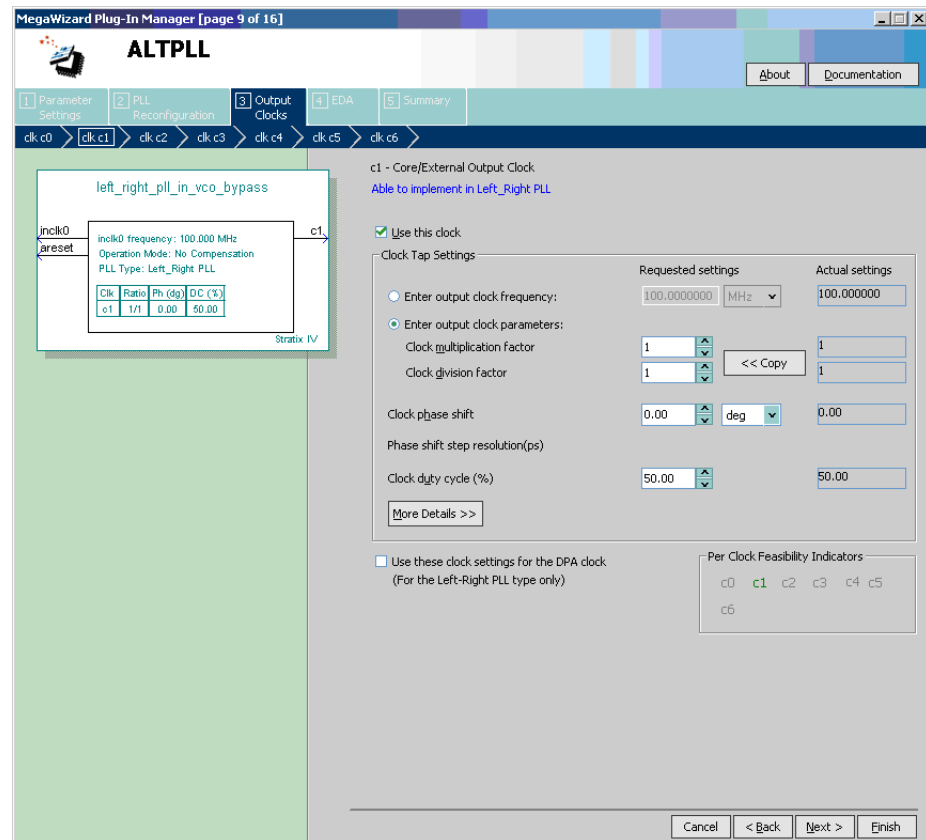 MegaWizard Plug-In Manager [page 9 of 16]
ALTPLL
About
Documentation
1 Parameter Settings
2 PLL Reconfiguration
3 Output Clocks
4 EDA
5 Summary
clk c0
clk c1
clk c2
clk c3
clk c4
clk c5
clk c6
left_right_pll_in_vco_bypass
inclk0
areset
c1
inclk0 frequency: 100.000 MHz
Operation Mode: No Compensation
PLL Type: Left_Right PLL
Clk Ratio Ph (dg) DC (%)
c1 1/1 0.00 50.00
Stratix IV
c1 - Core/External Output Clock
Able to implement in Left_Right PLL
Use this clock
Clock Tap Settings
Requested settings Actual settings
Enter output clock frequency: 100.0000000 MHz 100.000000
Enter output clock parameters:
Clock multiplication factor 1 1
<< Copy
Clock division factor 1 1
Clock phase shift 0.00 deg 0.00
Phase shift step resolution(ps)
Clock duty cycle (%) 50.00 50.00
More Details >>
Use these clock settings for the DPA clock
(For the Left-Right PLL type only)
Per Clock Feasibility Indicators
c0 c1 c2 c3 c4 c5
c6
Cancel < Back Next > Finish